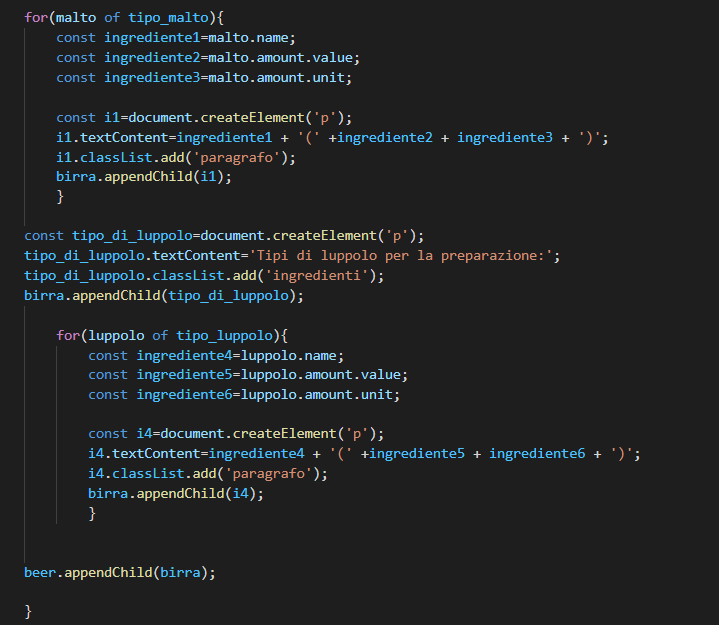 for(malto of tipo_malto){
const ingrediente1=malto.name;
const ingrediente2=malto.amount.value;
const ingrediente3=malto.amount.unit;
const i1=document.createElement('p');
i1.textContent=ingrediente1 + '(' +ingrediente2 + ingrediente3 + ')';
i1.classList.add('paragrafo');
birra.appendChild(i1);
}
const tipo_di_luppolo=document.createElement('p');
tipo_di_luppolo.textContent='Tipi di luppolo per la preparazione:';
tipo_di_luppolo.classList.add('ingredienti');
birra.appendChild(tipo_di_luppolo);
for(luppolo of tipo_luppolo){
const ingrediente4=luppolo.name;
const ingrediente5=luppolo.amount.value;
const ingrediente6=luppolo.amount.unit;
const i4=document.createElement('p');
i4.textContent=ingrediente4 + '(' +ingrediente5 + ingrediente6 + ')';
i4.classList.add('paragrafo');
birra.appendChild(i4);
}
beer.appendChild(birra);
}